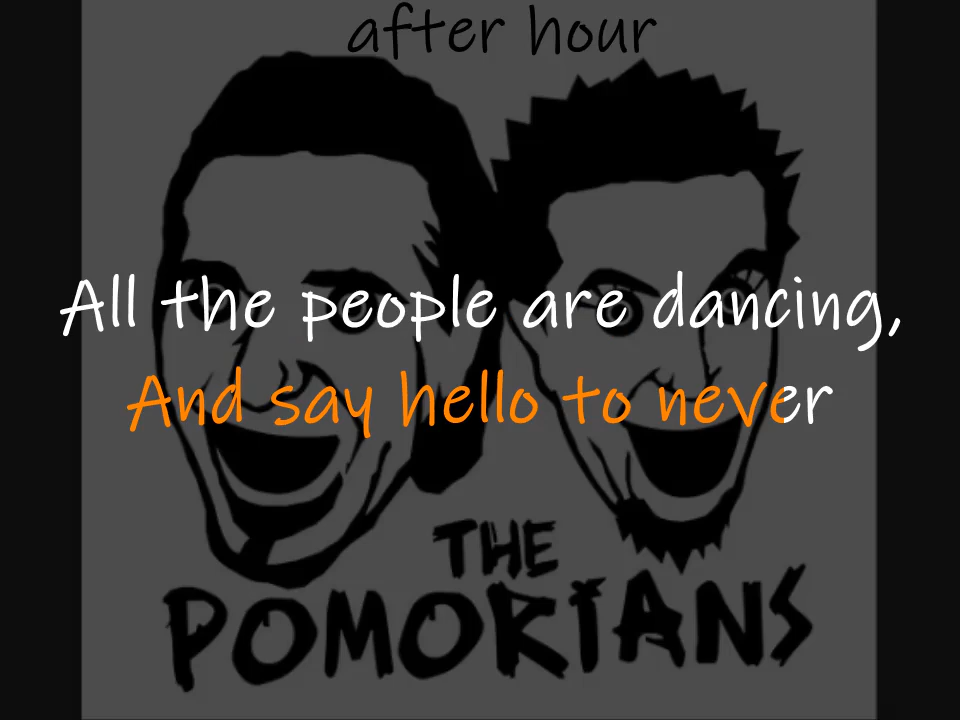 after hour
All the people are dancing,
And say hello to never
THE
POMORIANS